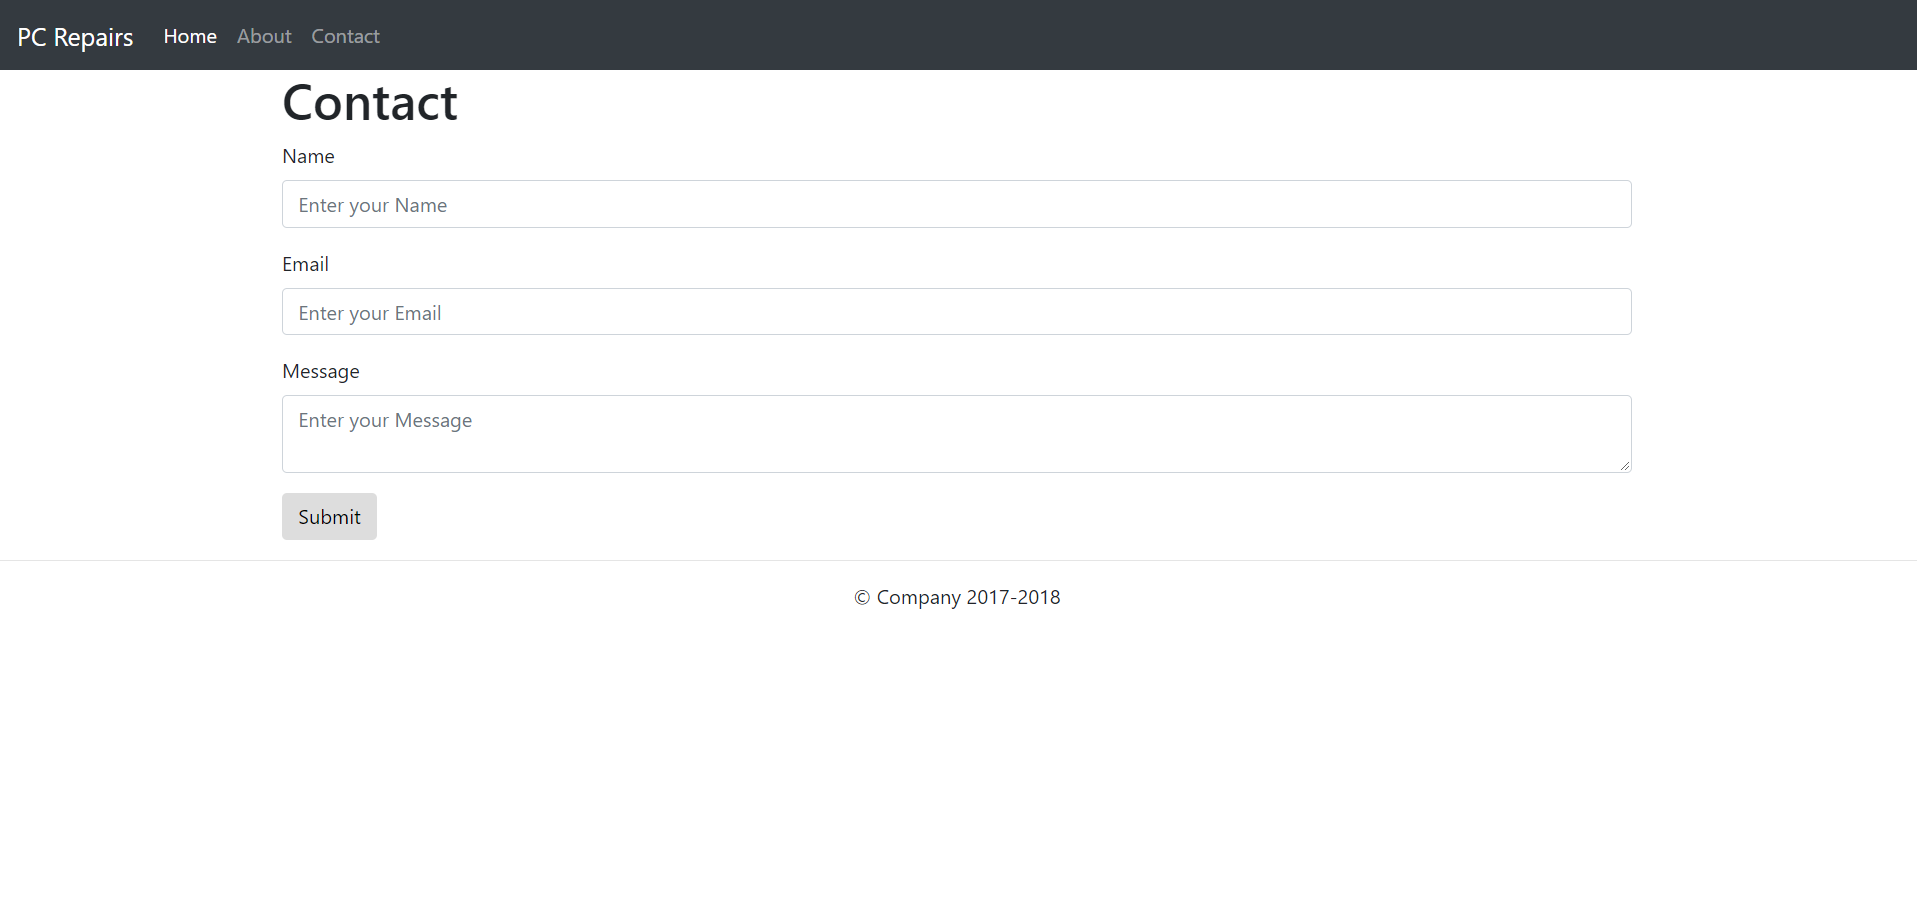 PC Repairs Home About Contact
Contact
Name
Enter your Name
Email
Enter your Email
Message
Enter your Message
Submit
© Company 2017-2018